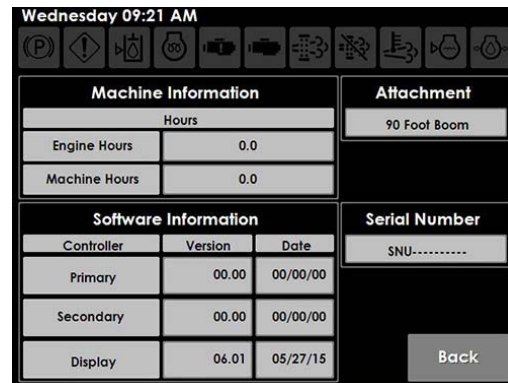 Wednesday 09:21 AM
(P)
Machine Information
Hours
Engine Hours 0.0
Machine Hours 0.0
Attachment
90 Foot Boom
Software Information
Controller Version Date
Primary 00.00 00/00/00
Secondary 00.00 00/00/00
Display 06.01 05/27/15
Serial Number
SNU----------
Back